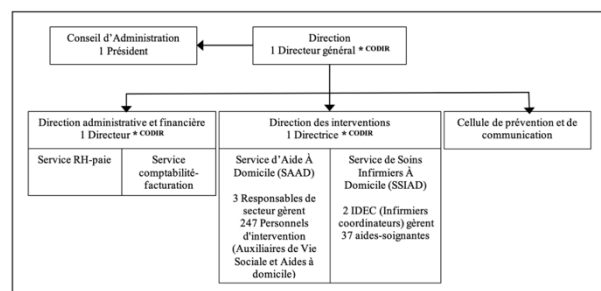 Conseil d'Administration
1 Président
Direction
1 Directeur général * CODIR
Direction administrative et financière
1 Directeur * CODIR
Service RH-paie
Service
comptabilité-
facturation
Direction des interventions
1 Directrice * CODIR
Service d'Aide À
Domicile (SAAD)
3 Responsables de
secteur gèrent
247 Personnels
d'intervention
(Auxiliaires de Vie
Sociale et Aides à
domicile)
Service de Soins
Infirmiers À
Domicile (SSIAD)
2 IDEC (Infirmiers
coordinateurs) gèrent
37 aides-soignantes
Cellule de prévention et de
communication